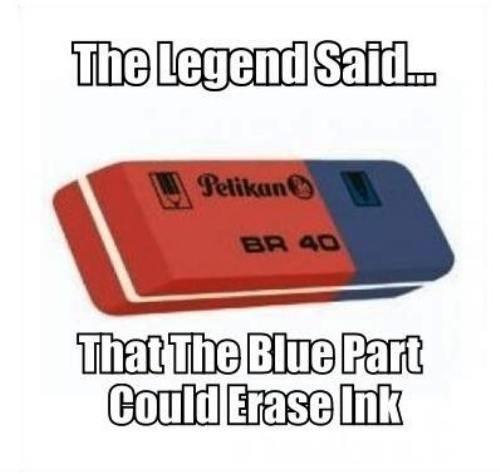 The Legend Said...
Pelikan
BR 40
That The Blue Part
Could Erase Ink